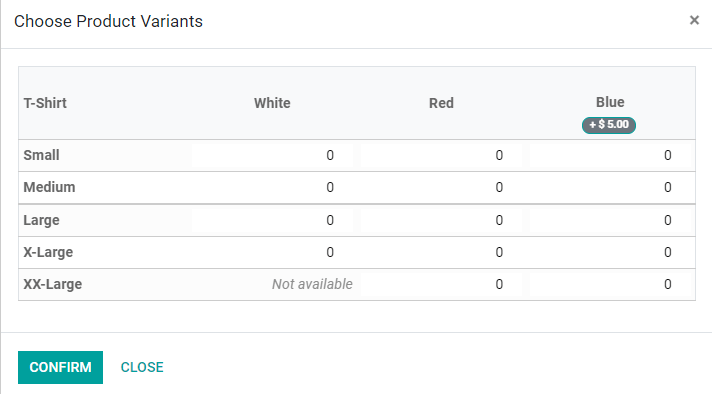 Choose Product Variants ×
T-Shirt White Red Blue
+ $ 5.00
Small 0 0 0
Medium 0 0 0
Large 0 0 0
X-Large 0 0 0
XX-Large Not available 0 0
CONFIRM CLOSE